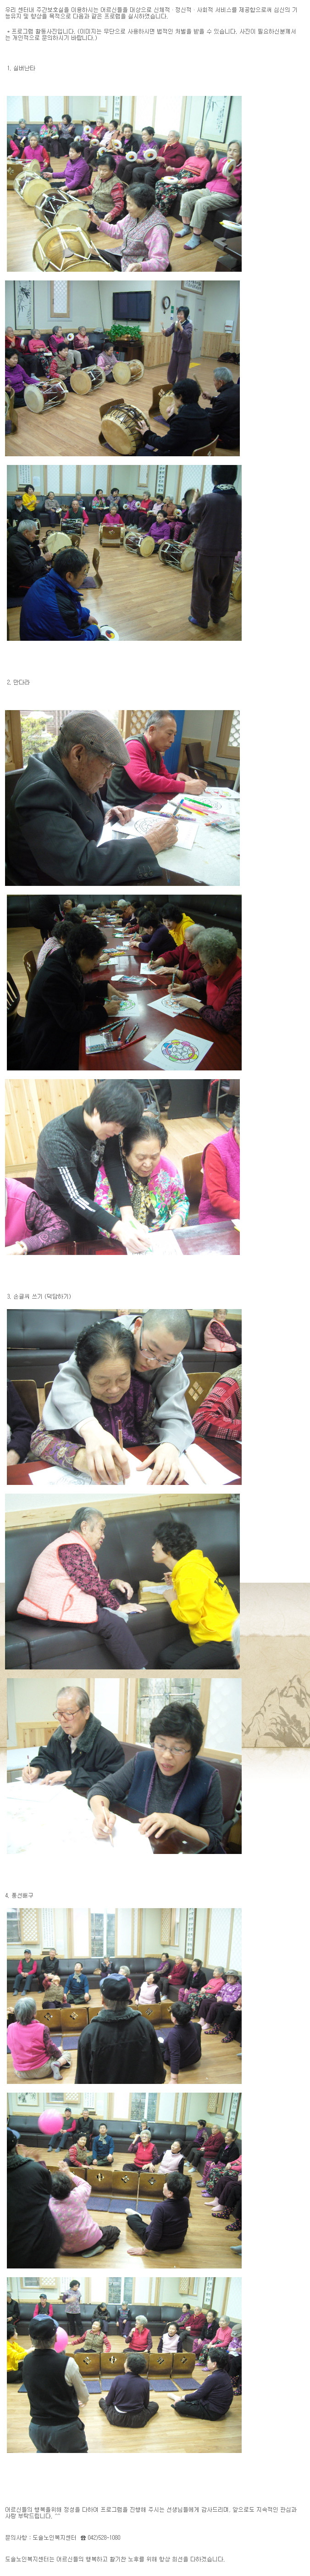 우리 센터내 주간보호실을 이용하시는 어르신들을 대상으로 신체적 · 정신적 · 사회적 서비스를 제공함으로써 심신의 기
능유지 및 향상을 목적으로 다음과 같은 프로램을 실시하였습니다.
* 프로그램 활동사진입니다. (이미지는 무단으로 사용하시면 법적인 처벌을 받을 수 있습니다. 사진이 필요하신분께서
는 개인적으로 문의하시기 바랍니다.)
1. 실버난타
2. 만다라
3. 손글씨 쓰기 (덕담하기)
4. 풍선배구
어르신들의 행복을위해 정성을 다하여 프로그램을 진행해 주시는 선생님들에게 감사드리며, 앞으로도 지속적인 관심과
사랑 부탁드립니다. ^^
문의사항 : 도솔노인복지센터 ☎ 042)528-1080
도솔노인복지센터는 어르신들의 행복하고 활기찬 노후를 위해 항상 최선을 다하겠습니다.